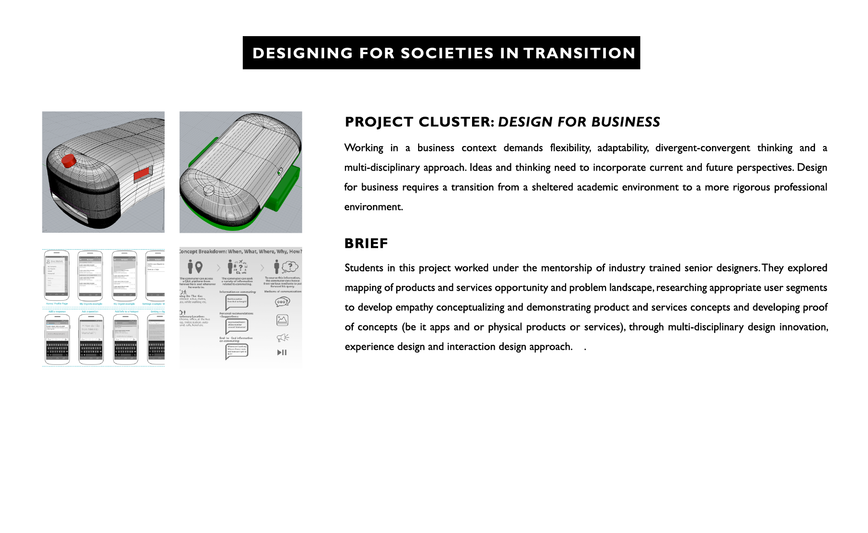 DESIGNING FOR SOCIETIES IN TRANSITION
PROJECT CLUSTER: DESIGN FOR BUSINESS
Working in a business context demands flexibility, adaptability, divergent-convergent thinking and a
multi-disciplinary approach. Ideas and thinking need to incorporate current and future perspectives. Design
for business requires a transition from a sheltered academic environment to a more rigorous professional
environment.
BRIEF
Students in this project worked under the mentorship of industry trained senior designers. They explored
mapping of products and services opportunity and problem landscape, researching appropriate user segments
to develop empathy conceptualizing and demonstrating product and services concepts and developing proof
of concepts (be it apps and or physical products or services), through multi-disciplinary design innovation,
experience design and interaction design approach. .
Concept Breakdown: When, What, Where, Why, How?